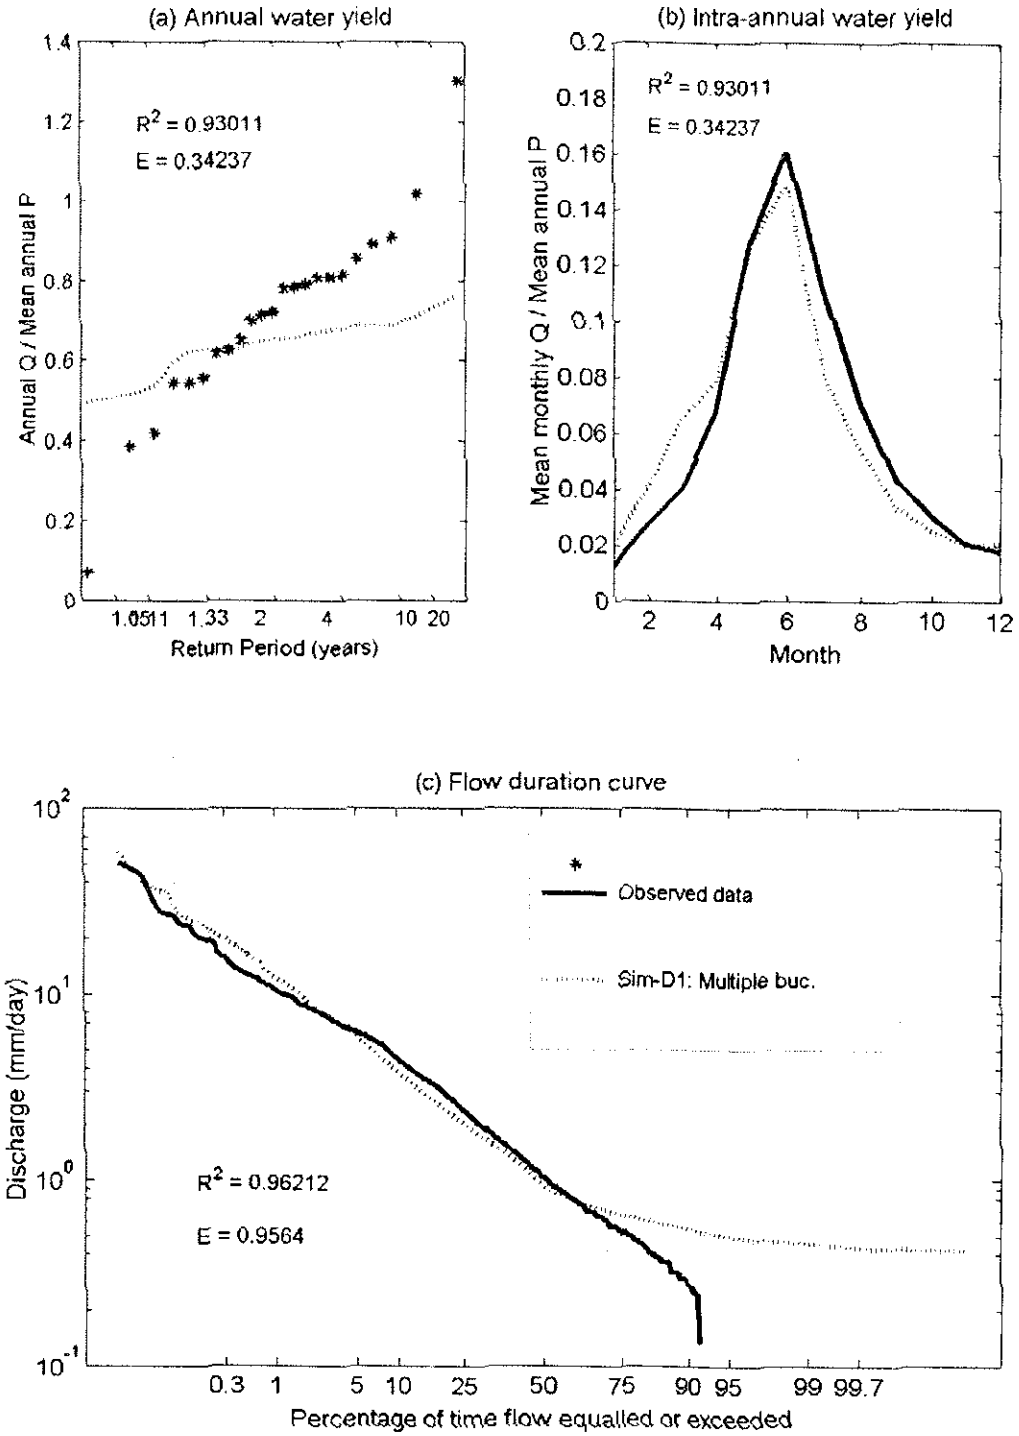 (a) Annual water yield
1.4
1.2
1
0.8
0.6
0.4
0.2
0
R² = 0.93011
E = 0.34237
Annual Q / Mean annual P
1.33 2 4 10 20
Return Period (years)
(b) Intra-annual water yield
0.2
0.18
0.16
0.14
0.12
0.1
0.08
0.06
0.04
0.02
0
R² = 0.93011
E = 0.34237
Mean monthly Q / Mean annual P
2 4 6 8 10 12
Month
(c) Flow duration curve
10²
10¹
10⁰
10⁻¹
Discharge (mm/day)
Observed data
Sim-D1: Multiple buc.
R² = 0.96212
E = 0.9564
0.3 1 5 10 25 50 75 90 95 99 99.7
Percentage of time flow equalled or exceeded